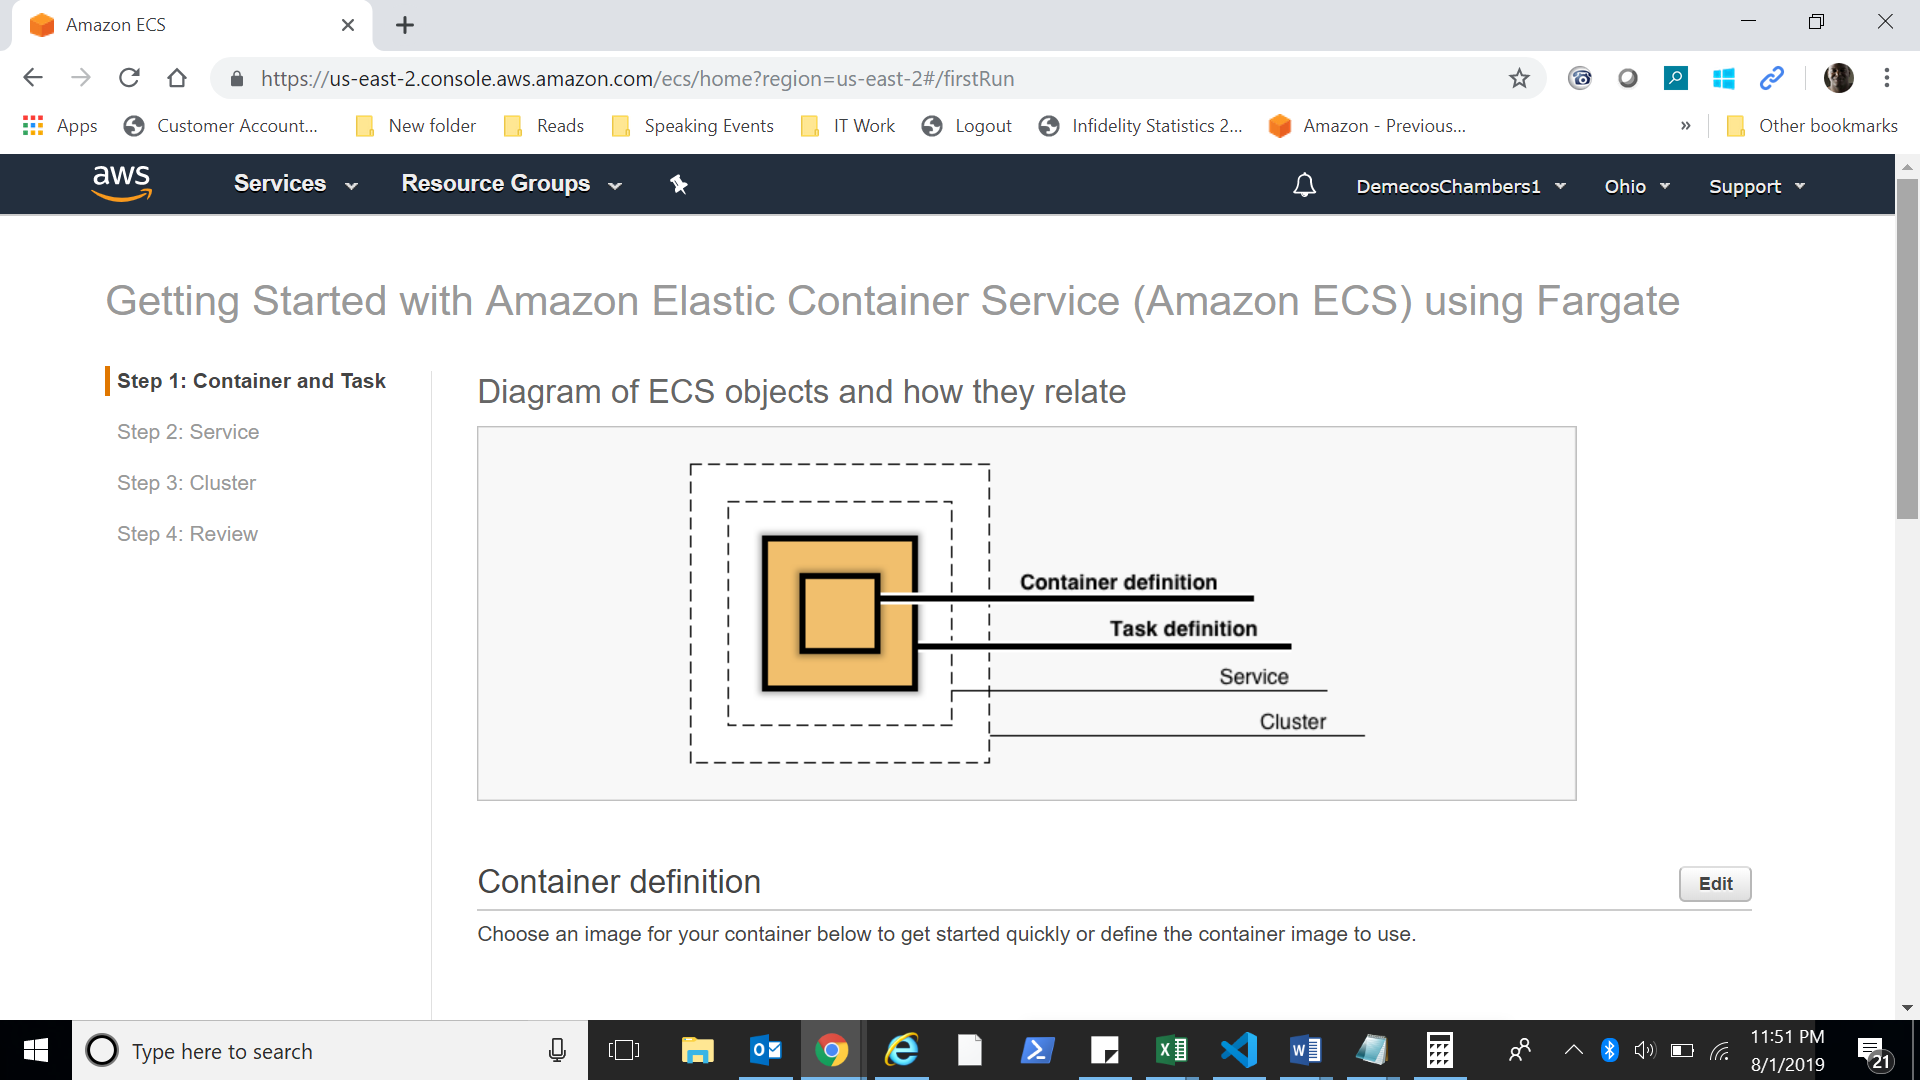 Amazon ECS
https://us-east-2.console.aws.amazon.com/ecs/home?region=us-east-2#/firstRun
Apps Customer Account... New folder Reads Speaking Events IT Work Logout Infidelity Statistics 2... Amazon - Previous... » Other bookmarks
aws Services Resource Groups DemecosChambers1 Ohio Support
Getting Started with Amazon Elastic Container Service (Amazon ECS) using Fargate
Step 1: Container and Task
Step 2: Service
Step 3: Cluster
Step 4: Review
Diagram of ECS objects and how they relate
Container definition
Task definition
Service
Cluster
Container definition
Edit
Choose an image for your container below to get started quickly or define the container image to use.
Type here to search
11:51 PM
8/1/2019
21